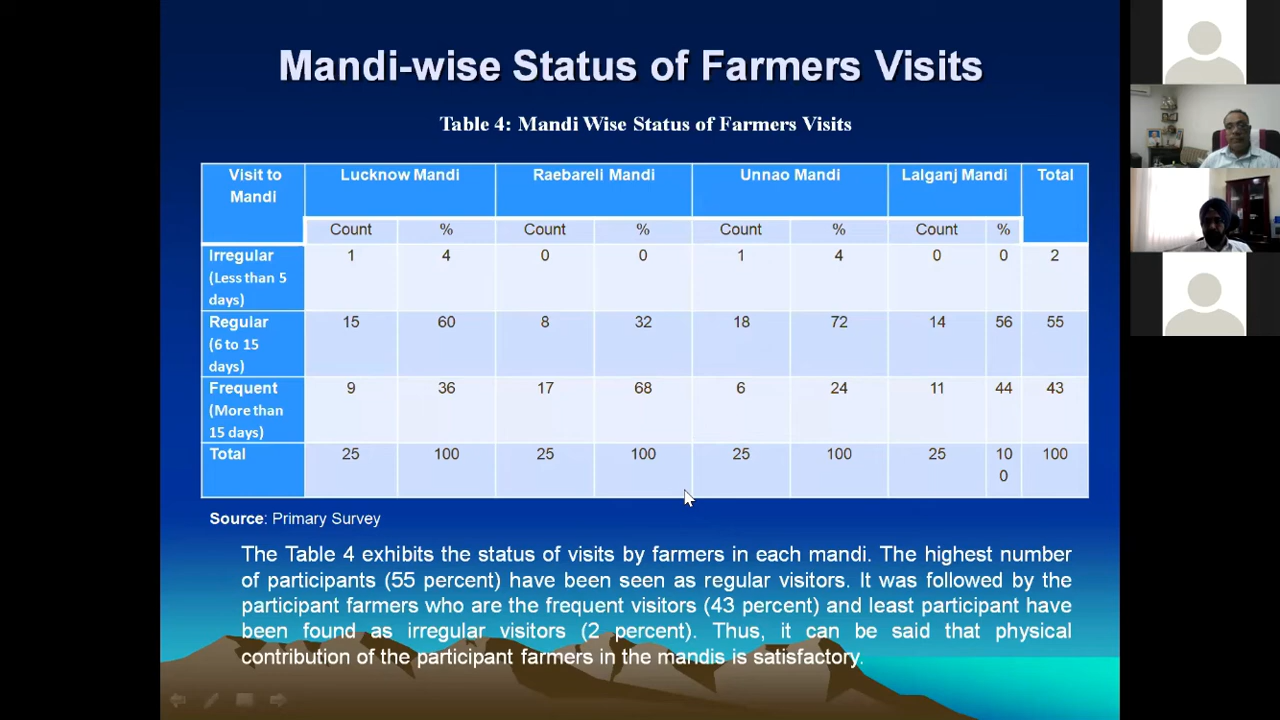 Mandi-wise Status of Farmers Visits
Table 4: Mandi Wise Status of Farmers Visits
Visit to Mandi Lucknow Mandi Raebareli Mandi Unnao Mandi Lalganj Mandi Total
Count % Count % Count % Count %
Irregular 1 4 0 0 1 4 0 0 2
(Less than 5
days)
Regular 15 60 8 32 18 72 14 56 55
(6 to 15
days)
Frequent 9 36 17 68 6 24 11 44 43
(More than
15 days)
Total 25 100 25 100 25 100 25 100 100
Source: Primary Survey
The Table 4 exhibits the status of visits by farmers in each mandi. The highest number
of participants (55 percent) have been seen as regular visitors. It was followed by the
participant farmers who are the frequent visitors (43 percent) and least participant have
been found as irregular visitors (2 percent). Thus, it can be said that physical
contribution of the participant farmers in the mandis is satisfactory.